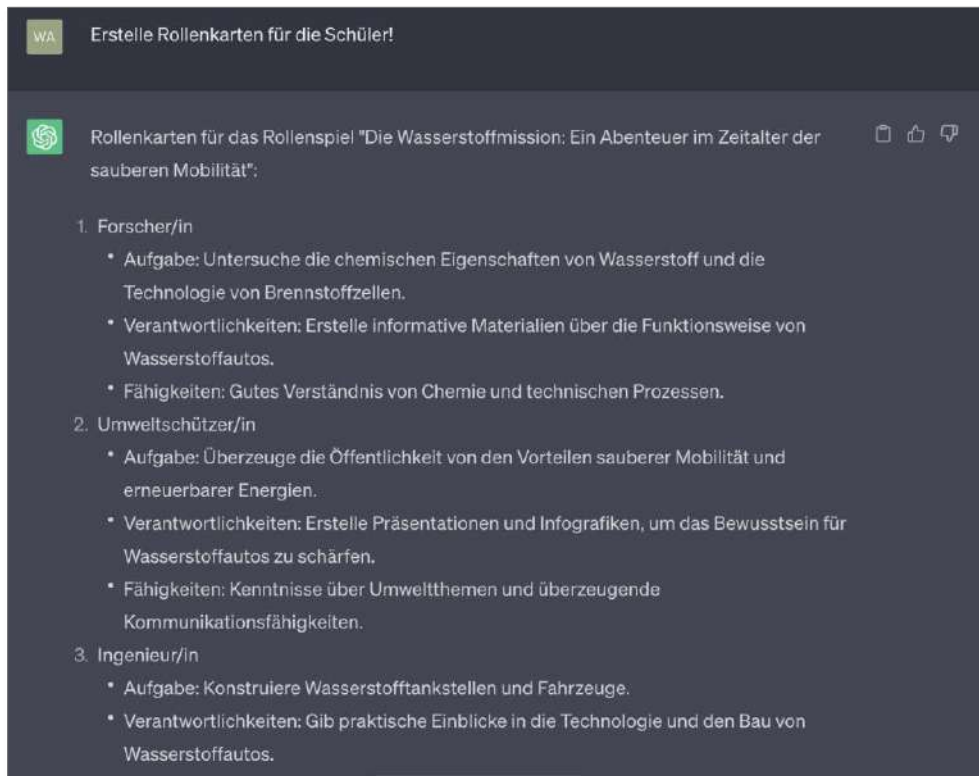 WA
Erstelle Rollenkarten für die Schüler!
Rollenkarten für das Rollenspiel "Die Wasserstoffmission: Ein Abenteuer im Zeitalter der
sauberen Mobilität":
1. Forscher/in
• Aufgabe: Untersuche die chemischen Eigenschaften von Wasserstoff und die
Technologie von Brennstoffzellen.
• Verantwortlichkeiten: Erstelle informative Materialien über die Funktionsweise von
Wasserstoffautos.
• Fähigkeiten: Gutes Verständnis von Chemie und technischen Prozessen.
2. Umweltschützer/in
• Aufgabe: Überzeuge die Öffentlichkeit von den Vorteilen sauberer Mobilität und
erneuerbarer Energien.
• Verantwortlichkeiten: Erstelle Präsentationen und Infografiken, um das Bewusstsein für
Wasserstoffautos zu schärfen.
• Fähigkeiten: Kenntnisse über Umweltthemen und überzeugende
Kommunikationsfähigkeiten.
3. Ingenieur/in
• Aufgabe: Konstruiere Wasserstofftankstellen und Fahrzeuge.
• Verantwortlichkeiten: Gib praktische Einblicke in die Technologie und den Bau von
Wasserstoffautos.